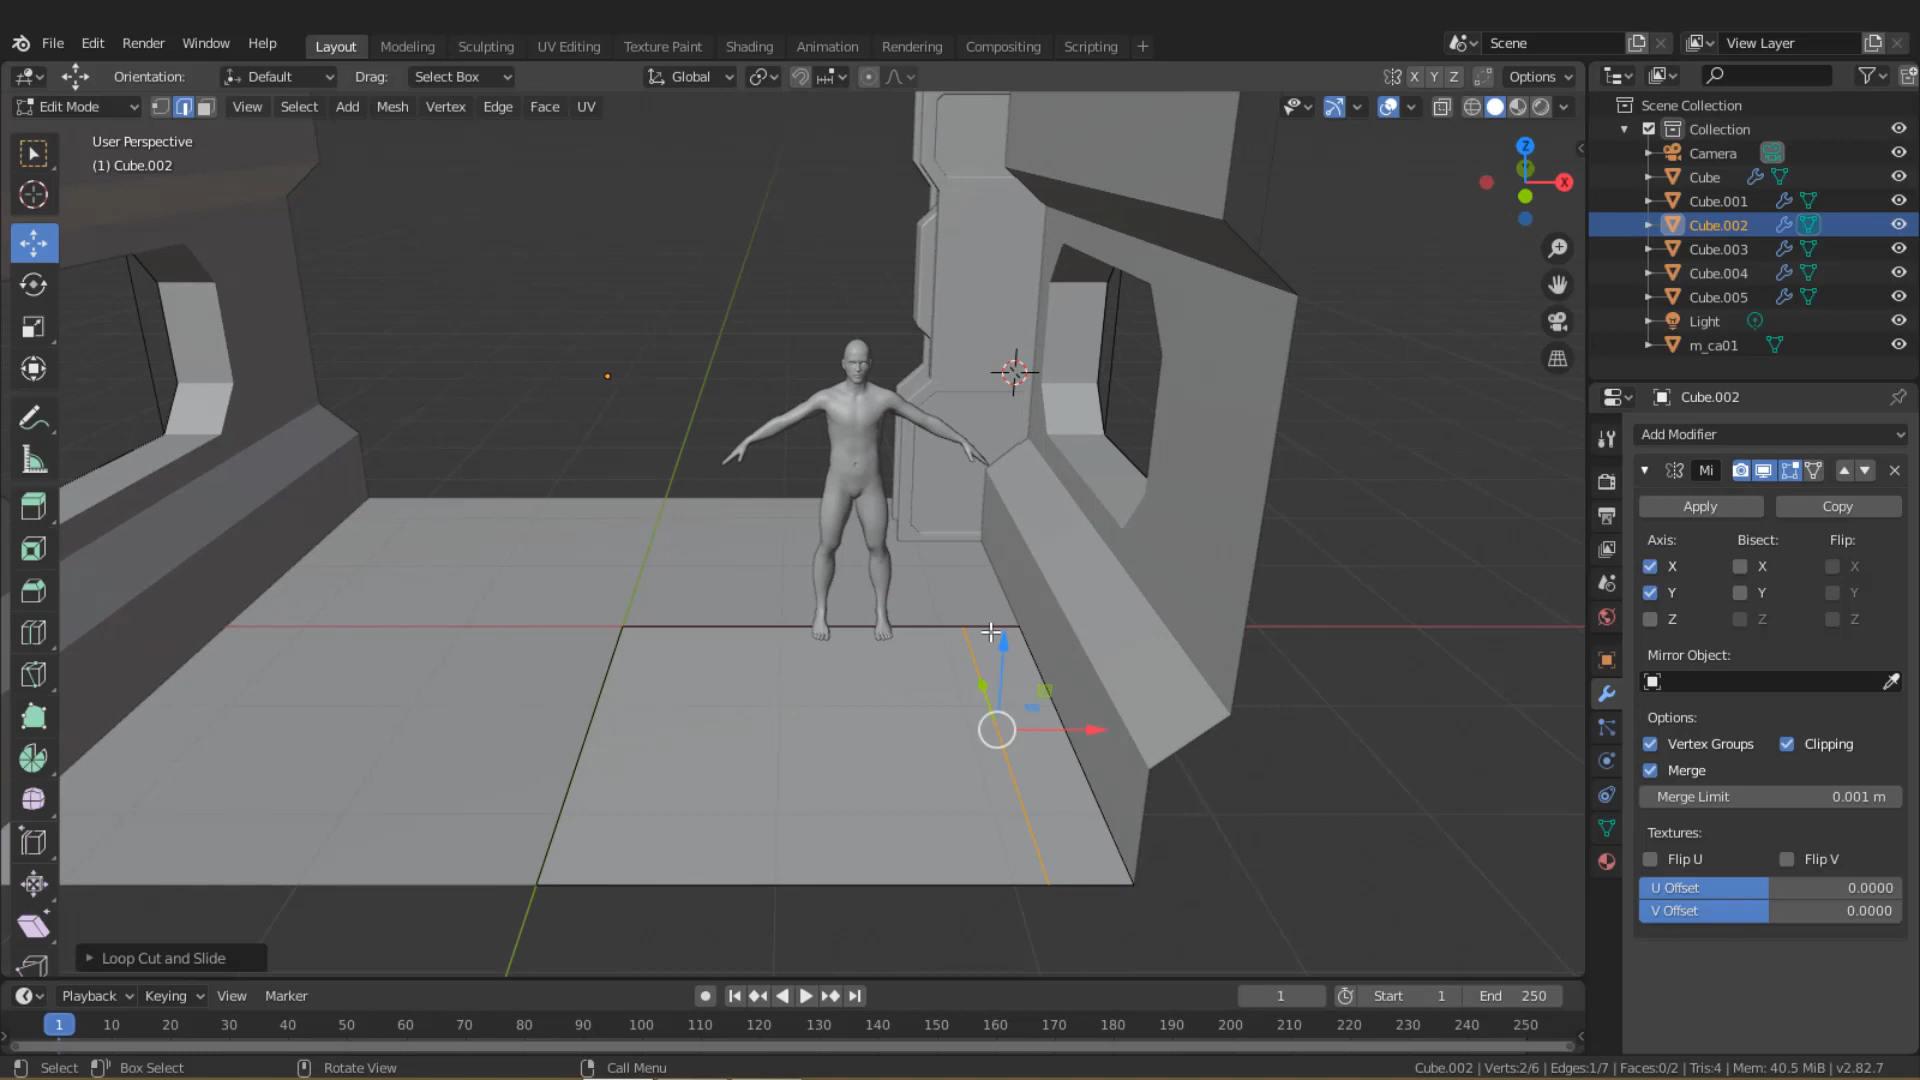 File Edit Render Window Help Layout Modeling Sculpting UV Editing Texture Paint Shading Animation Rendering Compositing Scripting + Scene View Layer
Orientation: Default Drag: Select Box Global X Y Z Options
Edit Mode View Select Add Mesh Vertex Edge Face UV
User Perspective
(1) Cube.002
Z
X
Loop Cut and Slide
Scene Collection
Collection
Camera
Cube
Cube.001
Cube.002
Cube.003
Cube.004
Cube.005
Light
m_ca01
Cube.002
Add Modifier
Mi
Apply Copy
Axis: Bisect: Flip:
X X X
Y Y Y
Z Z Z
Mirror Object:
Options:
Vertex Groups Clipping
Merge
Merge Limit 0.001 m
Textures:
Flip U Flip V
U Offset 0.0000
V Offset 0.0000
Playback Keying View Marker 1 Start 1 End 250
1 10 20 30 40 50 60 70 80 90 100 110 120 130 140 150 160 170 180 190 200 210 220 230 240 250
Select Box Select Rotate View Call Menu Cube.002 | Verts:2/6 | Edges:1/7 | Faces:0/2 | Tris:4 | Mem: 40.5 MiB | v2.82.7